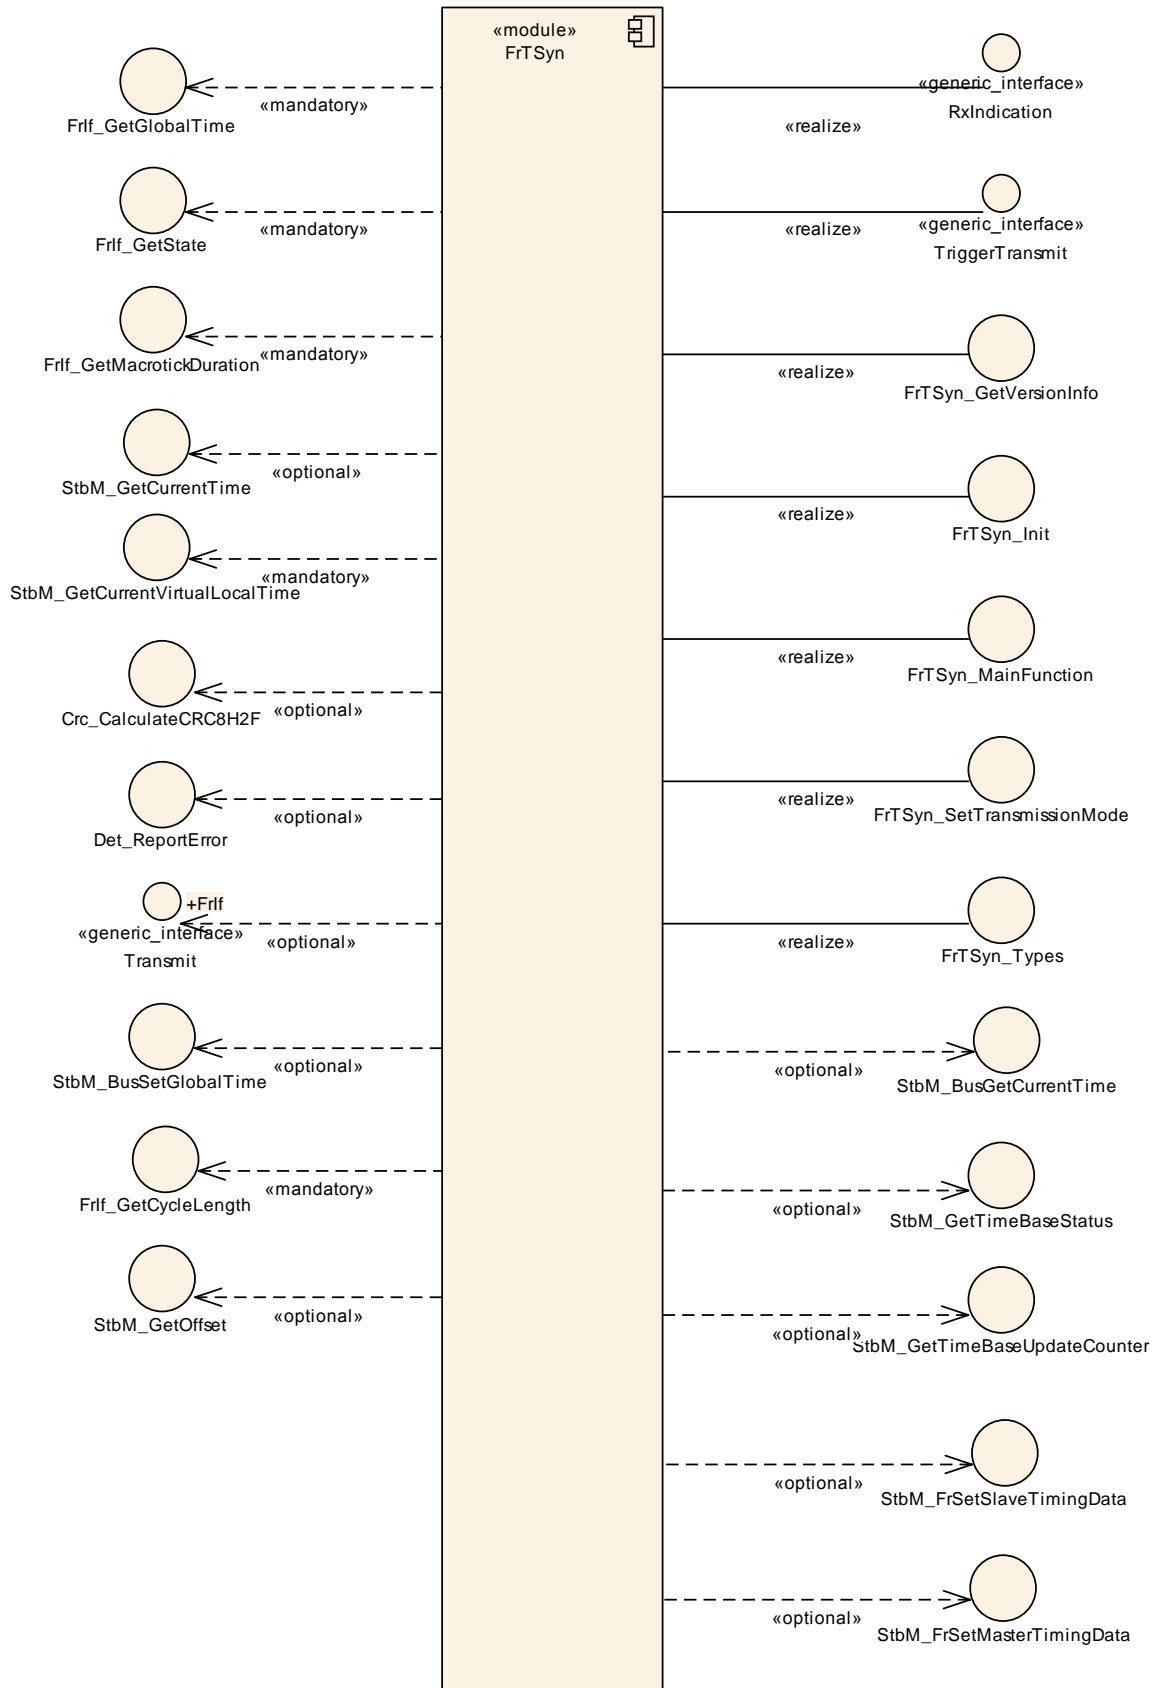 «module»
FrTSyn
«mandatory»
FrIf_GetGlobalTime
«mandatory»
FrIf_GetState
«mandatory»
FrIf_GetMacrotickDuration
«optional»
StbM_GetCurrentTime
«mandatory»
StbM_GetCurrentVirtualLocalTime
«optional»
Crc_CalculateCRC8H2F
«optional»
Det_ReportError
+FrIf
«generic_interface»
«optional»
Transmit
«optional»
StbM_BusSetGlobalTime
«mandatory»
FrIf_GetCycleLength
«optional»
StbM_GetOffset
«generic_interface»
RxIndication
«realize»
«generic_interface»
«realize»
TriggerTransmit
«realize»
FrTSyn_GetVersionInfo
«realize»
FrTSyn_Init
«realize»
FrTSyn_MainFunction
«realize»
FrTSyn_SetTransmissionMode
«realize»
FrTSyn_Types
«optional»
StbM_BusGetCurrentTime
«optional»
StbM_GetTimeBaseStatus
«optional»
StbM_GetTimeBaseUpdateCounter
«optional»
StbM_FrSetSlaveTimingData
«optional»
StbM_FrSetMasterTimingData